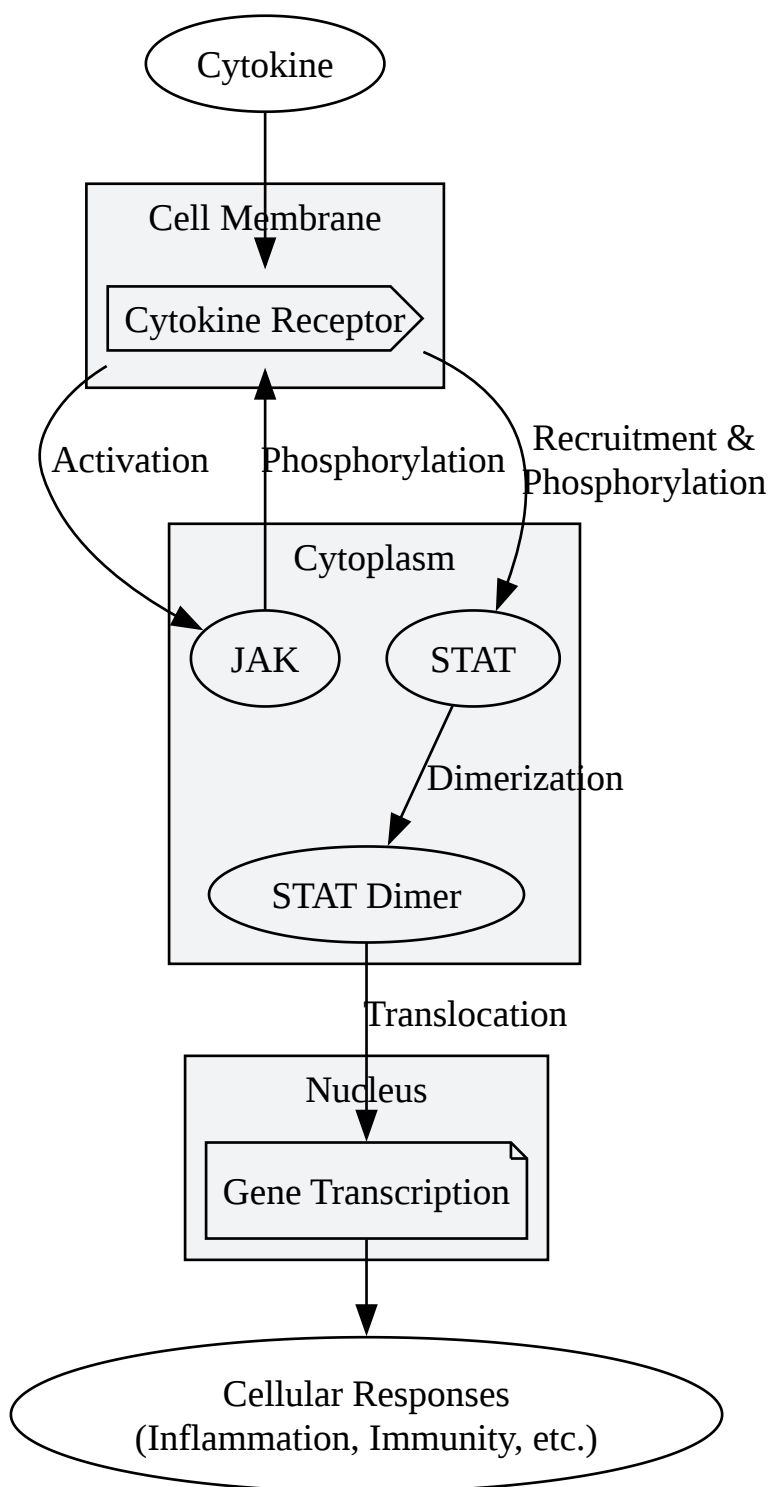 Cytokine
Cell Membrane
Cytokine Receptor
Activation
Phosphorylation
Recruitment &
Phosphorylation
Cytoplasm
JAK
STAT
Dimerization
STAT Dimer
Translocation
Nucleus
Gene Transcription
Cellular Responses
(Inflammation, Immunity, etc.)